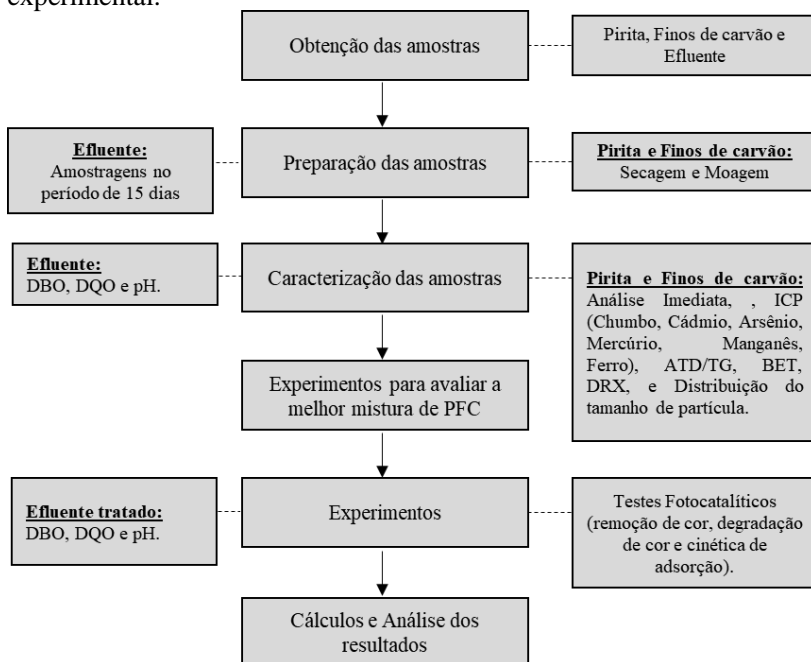 experimental.
Obtenção das amostras
Pirita, Finos de carvão e
Efluente
Efluente:
Amostragens no
período de 15 dias
Preparação das amostras
Pirita e Finos de carvão:
Secagem e Moagem
Efluente:
DBO, DQO e pH.
Caracterização das amostras
Pirita e Finos de carvão:
Análise Imediata, , ICP
(Chumbo, Cádmio, Arsênio,
Mercúrio, Manganês,
Ferro), ATD/TG, BET,
DRX, e Distribuição do
tamanho de partícula.
Experimentos para avaliar a
melhor mistura de PFC
Efluente tratado:
DBO, DQO e pH.
Experimentos
Testes Fotocatalíticos
(remoção de cor, degradação
de cor e cinética de
adsorção).
Cálculos e Análise dos
resultados